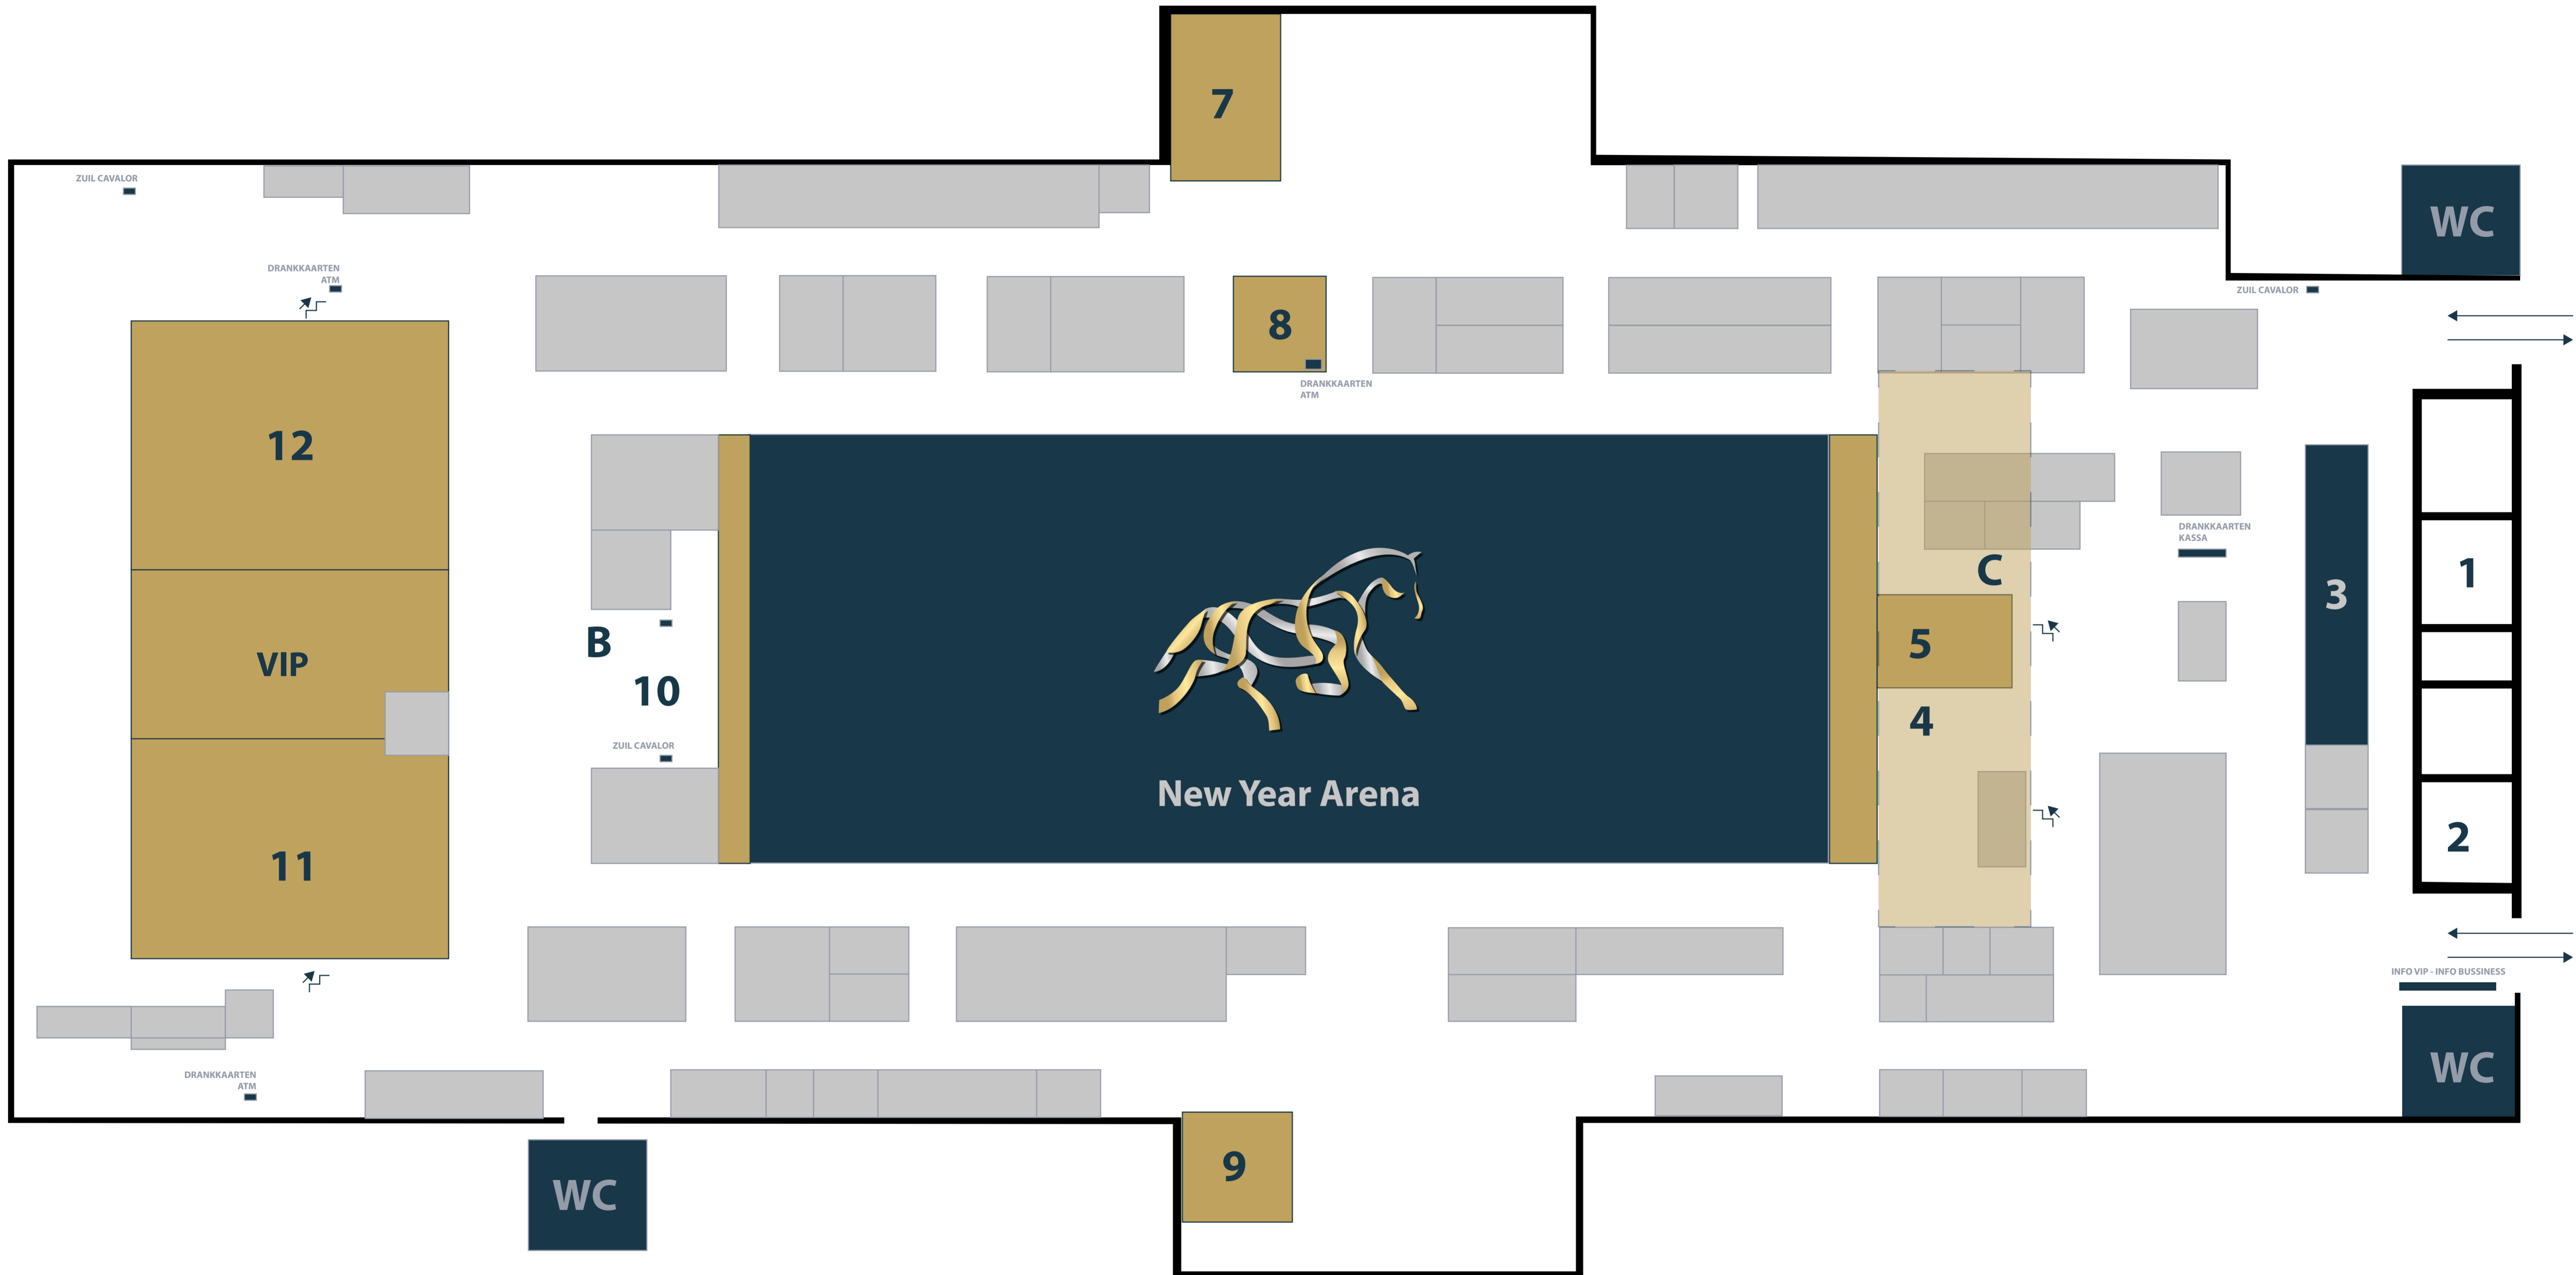 7
ZUIL CAVALOR
WC
DRANKKAARTEN
ATM
ZUIL CAVALOR
8
DRANKKAARTEN
ATM
12
DRANKKAARTEN
KASSA
C
1
3
B
5
VIP
10
4
ZUIL CAVALOR
New Year Arena
2
11
INFO VIP - INFO BUSSINESS
WC
DRANKKAARTEN
ATM
9
WC